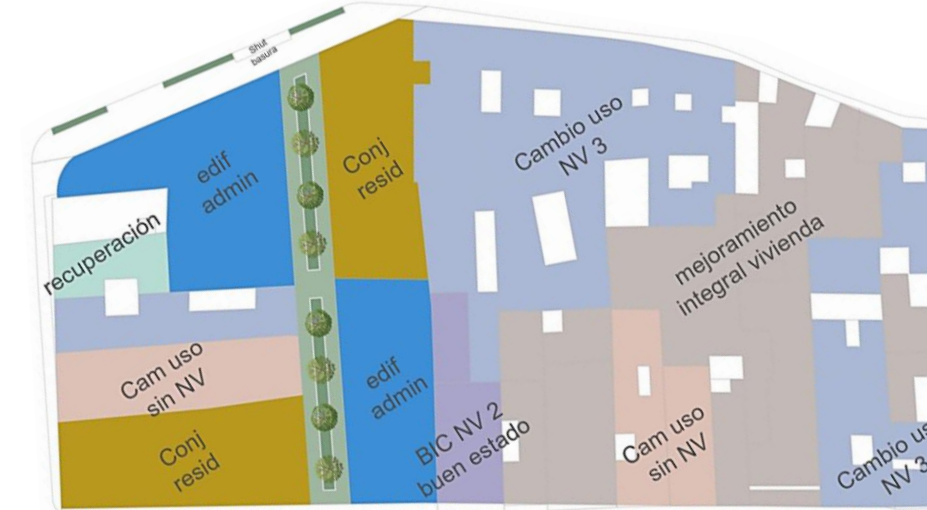 Shut
basura
edif
admin
Conj
resid
Cambio uso
NV 3
recuperación
mejoramiento
integral vivienda
Cam uso
sin NV
edif
admin
BIC NV 2
buen estado
Cam uso
sin NV
Cambio us
NV 3
Conj
resid